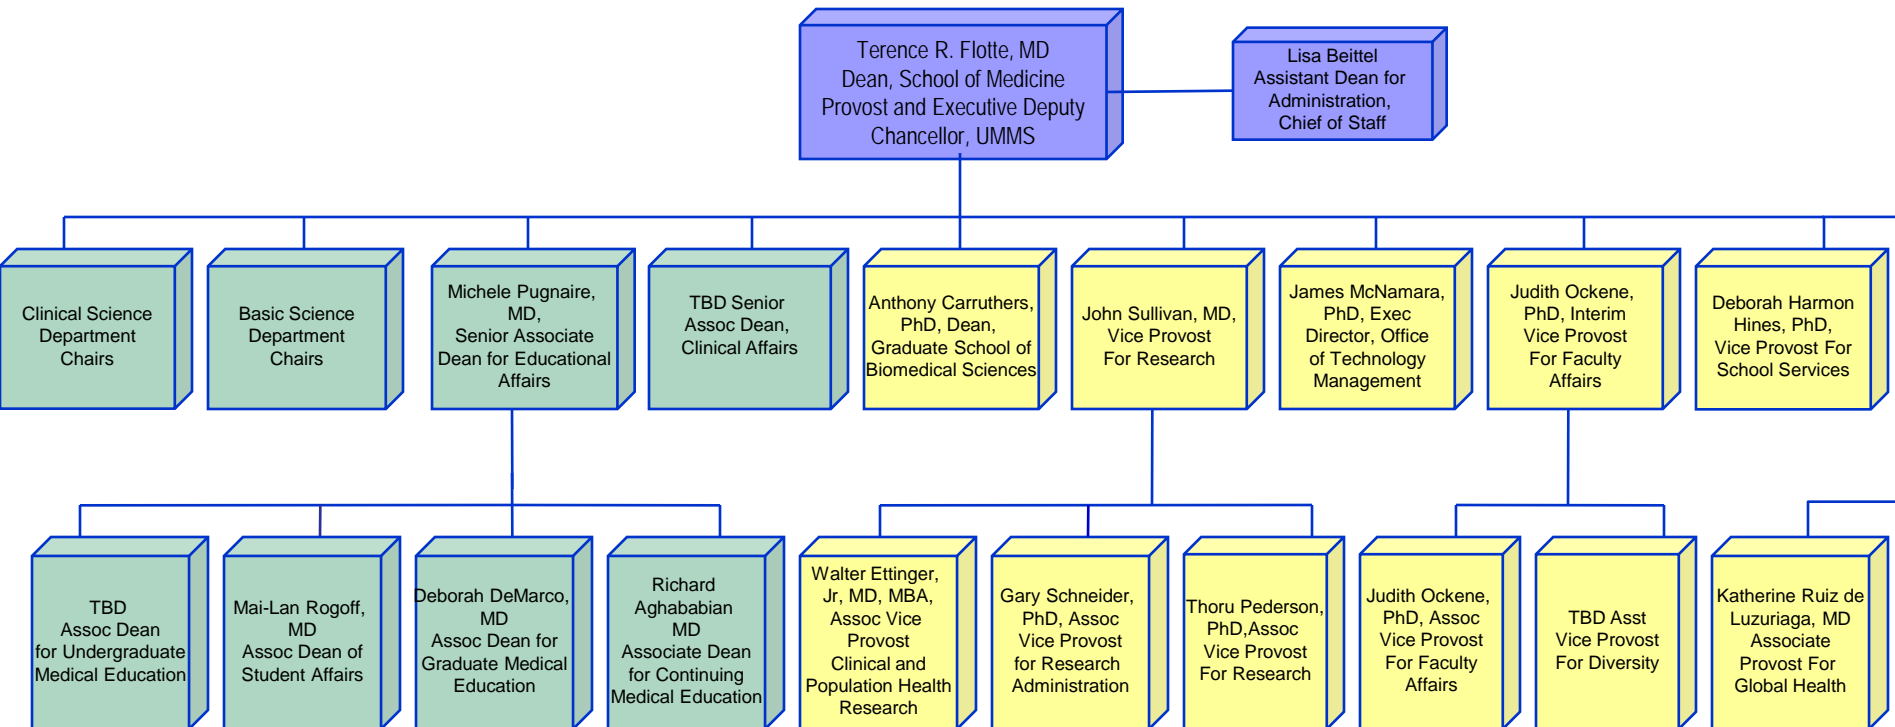 Terence R. Flotte, MD
Dean, School of Medicine
Provost and Executive Deputy
Chancellor, UMMS
Lisa Beittel
Assistant Dean for
Administration,
Chief of Staff
Clinical Science
Department
Chairs
Basic Science
Department
Chairs
Michele Pugnaire,
MD,
Senior Associate
Dean for Educational
Affairs
TBD Senior
Assoc Dean,
Clinical Affairs
Anthony Carruthers,
PhD, Dean,
Graduate School of
Biomedical Sciences
John Sullivan, MD,
Vice Provost
For Research
James McNamara,
PhD, Exec
Director, Office
of Technology
Management
Judith Ockene,
PhD, Interim
Vice Provost
For Faculty
Affairs
Deborah Harmon
Hines, PhD,
Vice Provost For
School Services
TBD
Assoc Dean
for Undergraduate
Medical Education
Mai-Lan Rogoff,
MD
Assoc Dean of
Student Affairs
Deborah DeMarco,
MD
Assoc Dean for
Graduate Medical
Education
Richard
Aghababian
MD
Associate Dean
for Continuing
Medical Education
Walter Ettinger,
Jr, MD, MBA,
Assoc Vice
Provost
Clinical and
Population Health
Research
Gary Schneider,
PhD, Assoc
Vice Provost
for Research
Administration
Thoru Pederson,
PhD,Assoc
Vice Provost
For Research
Judith Ockene,
PhD, Assoc
Vice Provost
For Faculty
Affairs
TBD Asst
Vice Provost
For Diversity
Katherine Ruiz de
Luzuriaga, MD
Associate
Provost For
Global Health